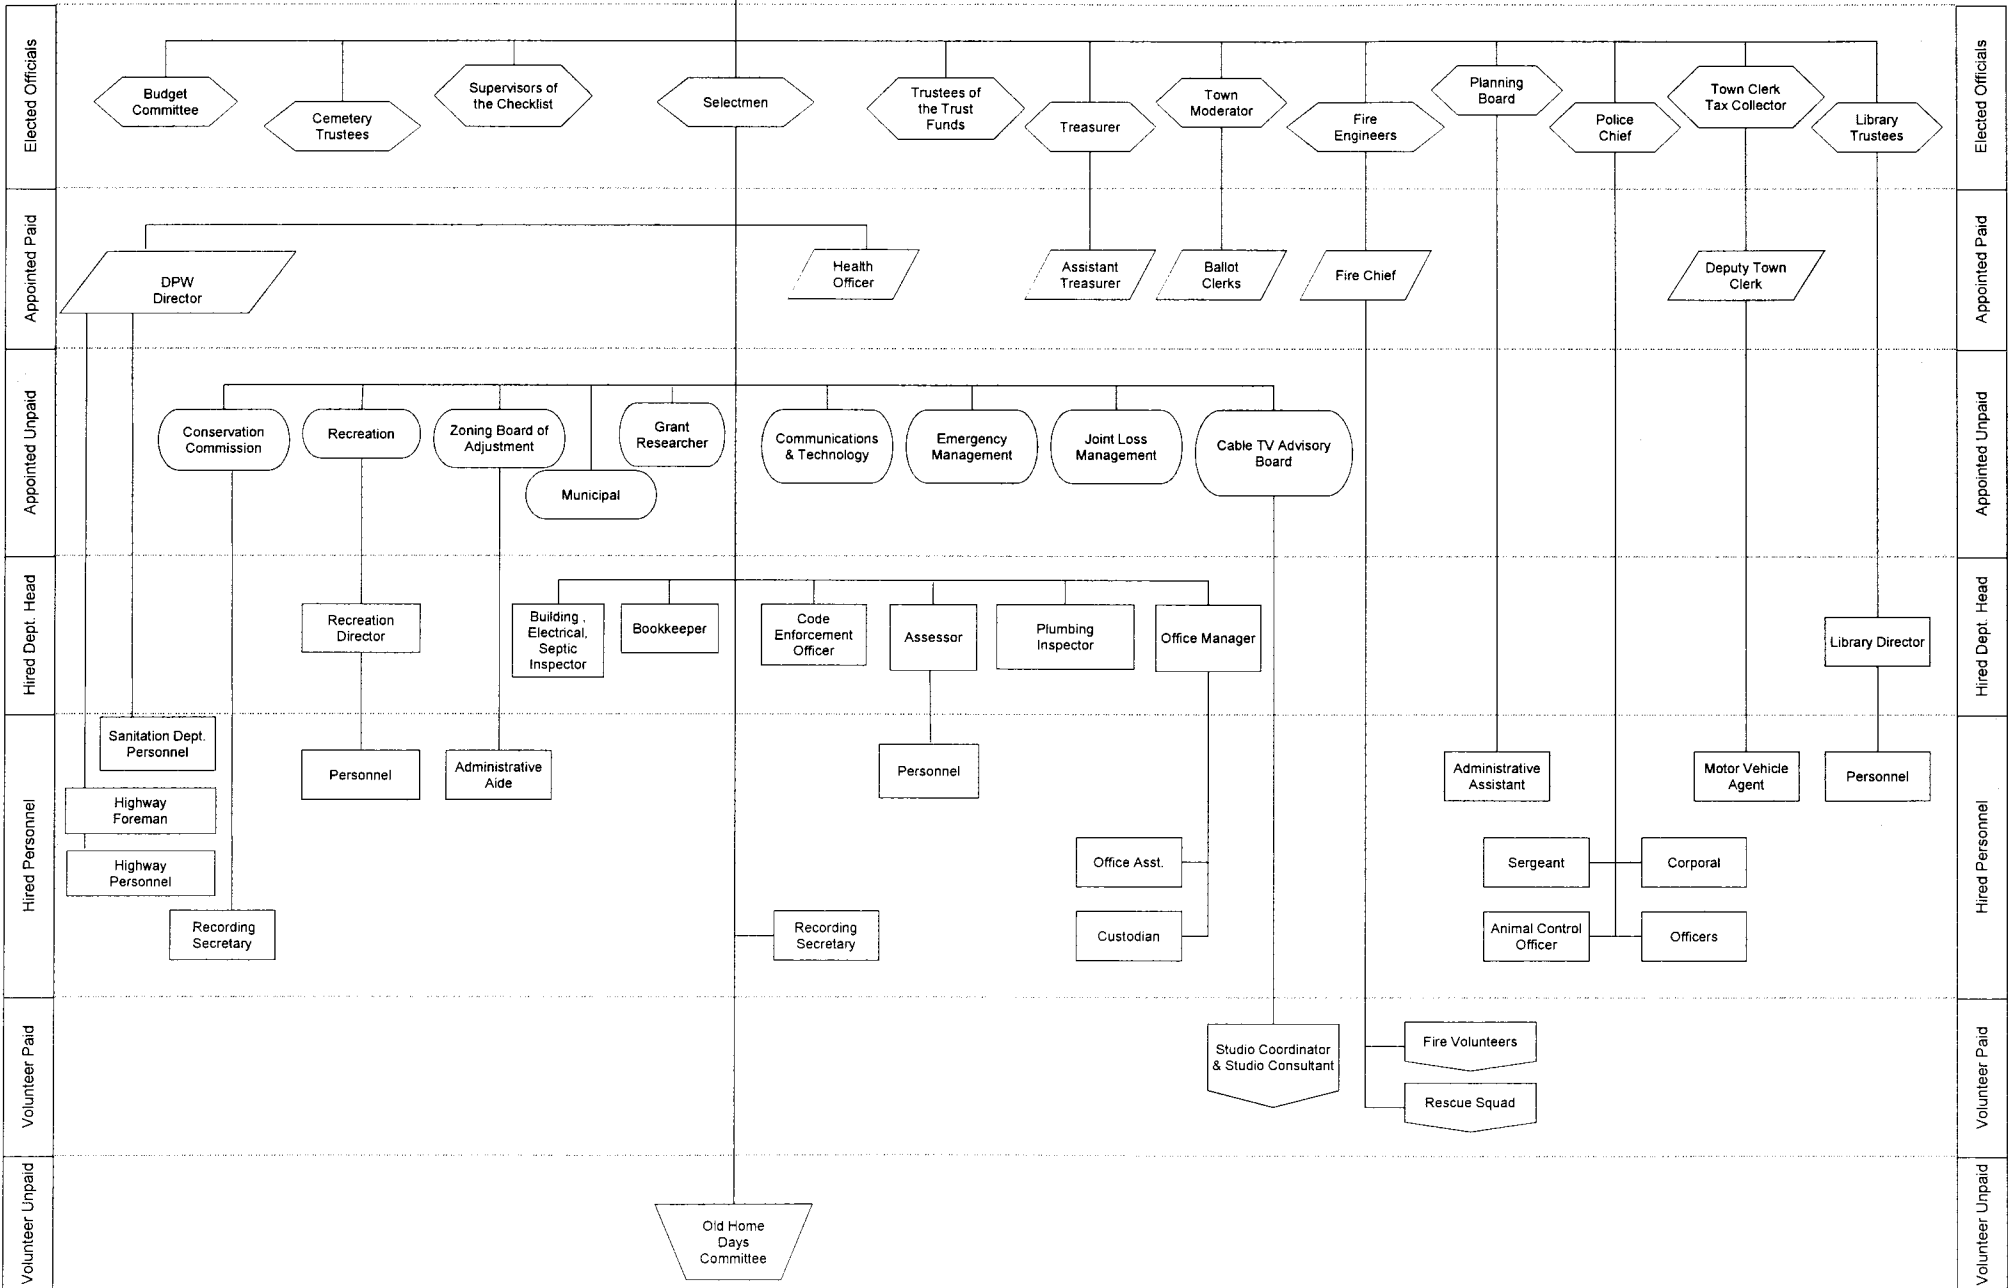 Elected Officials
Budget
Committee
Cemetery
Trustees
Supervisors of
the Checklist
Selectmen
Trustees of
the Trust
Funds
Treasurer
Town
Moderator
Fire
Engineers
Planning
Board
Police
Chief
Town Clerk
Tax Collector
Library
Trustees
Elected Officials
Appointed Paid
DPW
Director
Health
Officer
Assistant
Treasurer
Ballot
Clerks
Fire Chief
Deputy Town
Clerk
Appointed Paid
Appointed Unpaid
Conservation
Commission
Recreation
Zoning Board of
Adjustment
Municipal
Grant
Researcher
Communications
& Technology
Emergency
Management
Joint Loss
Management
Cable TV Advisory
Board
Appointed Unpaid
Hired Dept. Head
Recreation
Director
Building ,
Electrical,
Septic
Inspector
Bookkeeper
Code
Enforcement
Officer
Assessor
Plumbing
Inspector
Office Manager
Library Director
Hired Dept. Head
Hired Personnel
Sanitation Dept.
Personnel
Highway
Foreman
Highway
Personnel
Recording
Secretary
Personnel
Administrative
Aide
Recording
Secretary
Personnel
Office Asst.
Custodian
Administrative
Assistant
Sergeant
Corporal
Animal Control
Officer
Officers
Motor Vehicle
Agent
Personnel
Hired Personnel
Volunteer Paid
Studio Coordinator
& Studio Consultant
Fire Volunteers
Rescue Squad
Volunteer Paid
Volunteer Unpaid
Old Home
Days
Committee
Volunteer Unpaid